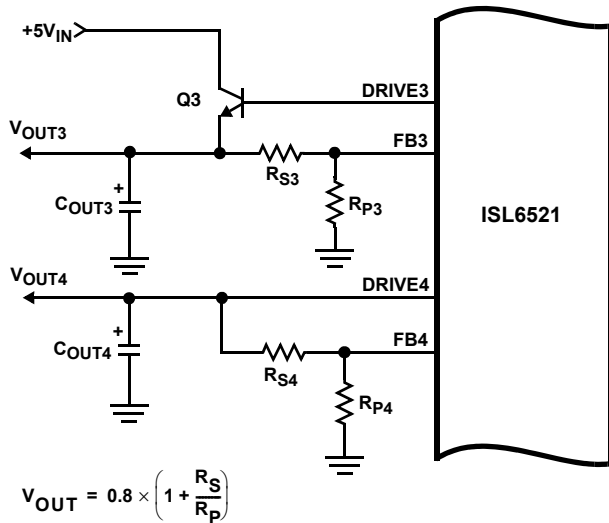 +5VIN
DRIVE3
Q3
VOUT3
FB3
RS3
+
COUT3
RP3
ISL6521
VOUT4
DRIVE4
+
COUT4
FB4
RS4
RP4
VOUT = 0.8 × (1 + RS/RP)